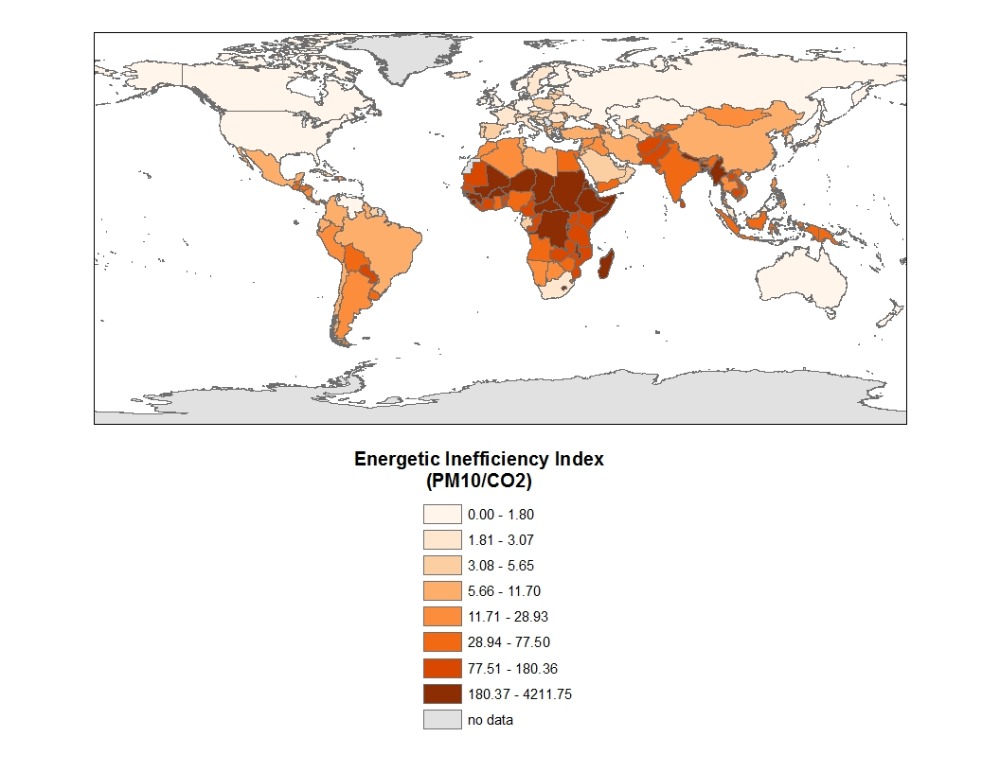 Energetic Inefficiency Index
(PM10/CO2)
0.00 - 1.80
1.81 - 3.07
3.08 - 5.65
5.66 - 11.70
11.71 - 28.93
28.94 - 77.50
77.51 - 180.36
180.37 - 4211.75
no data